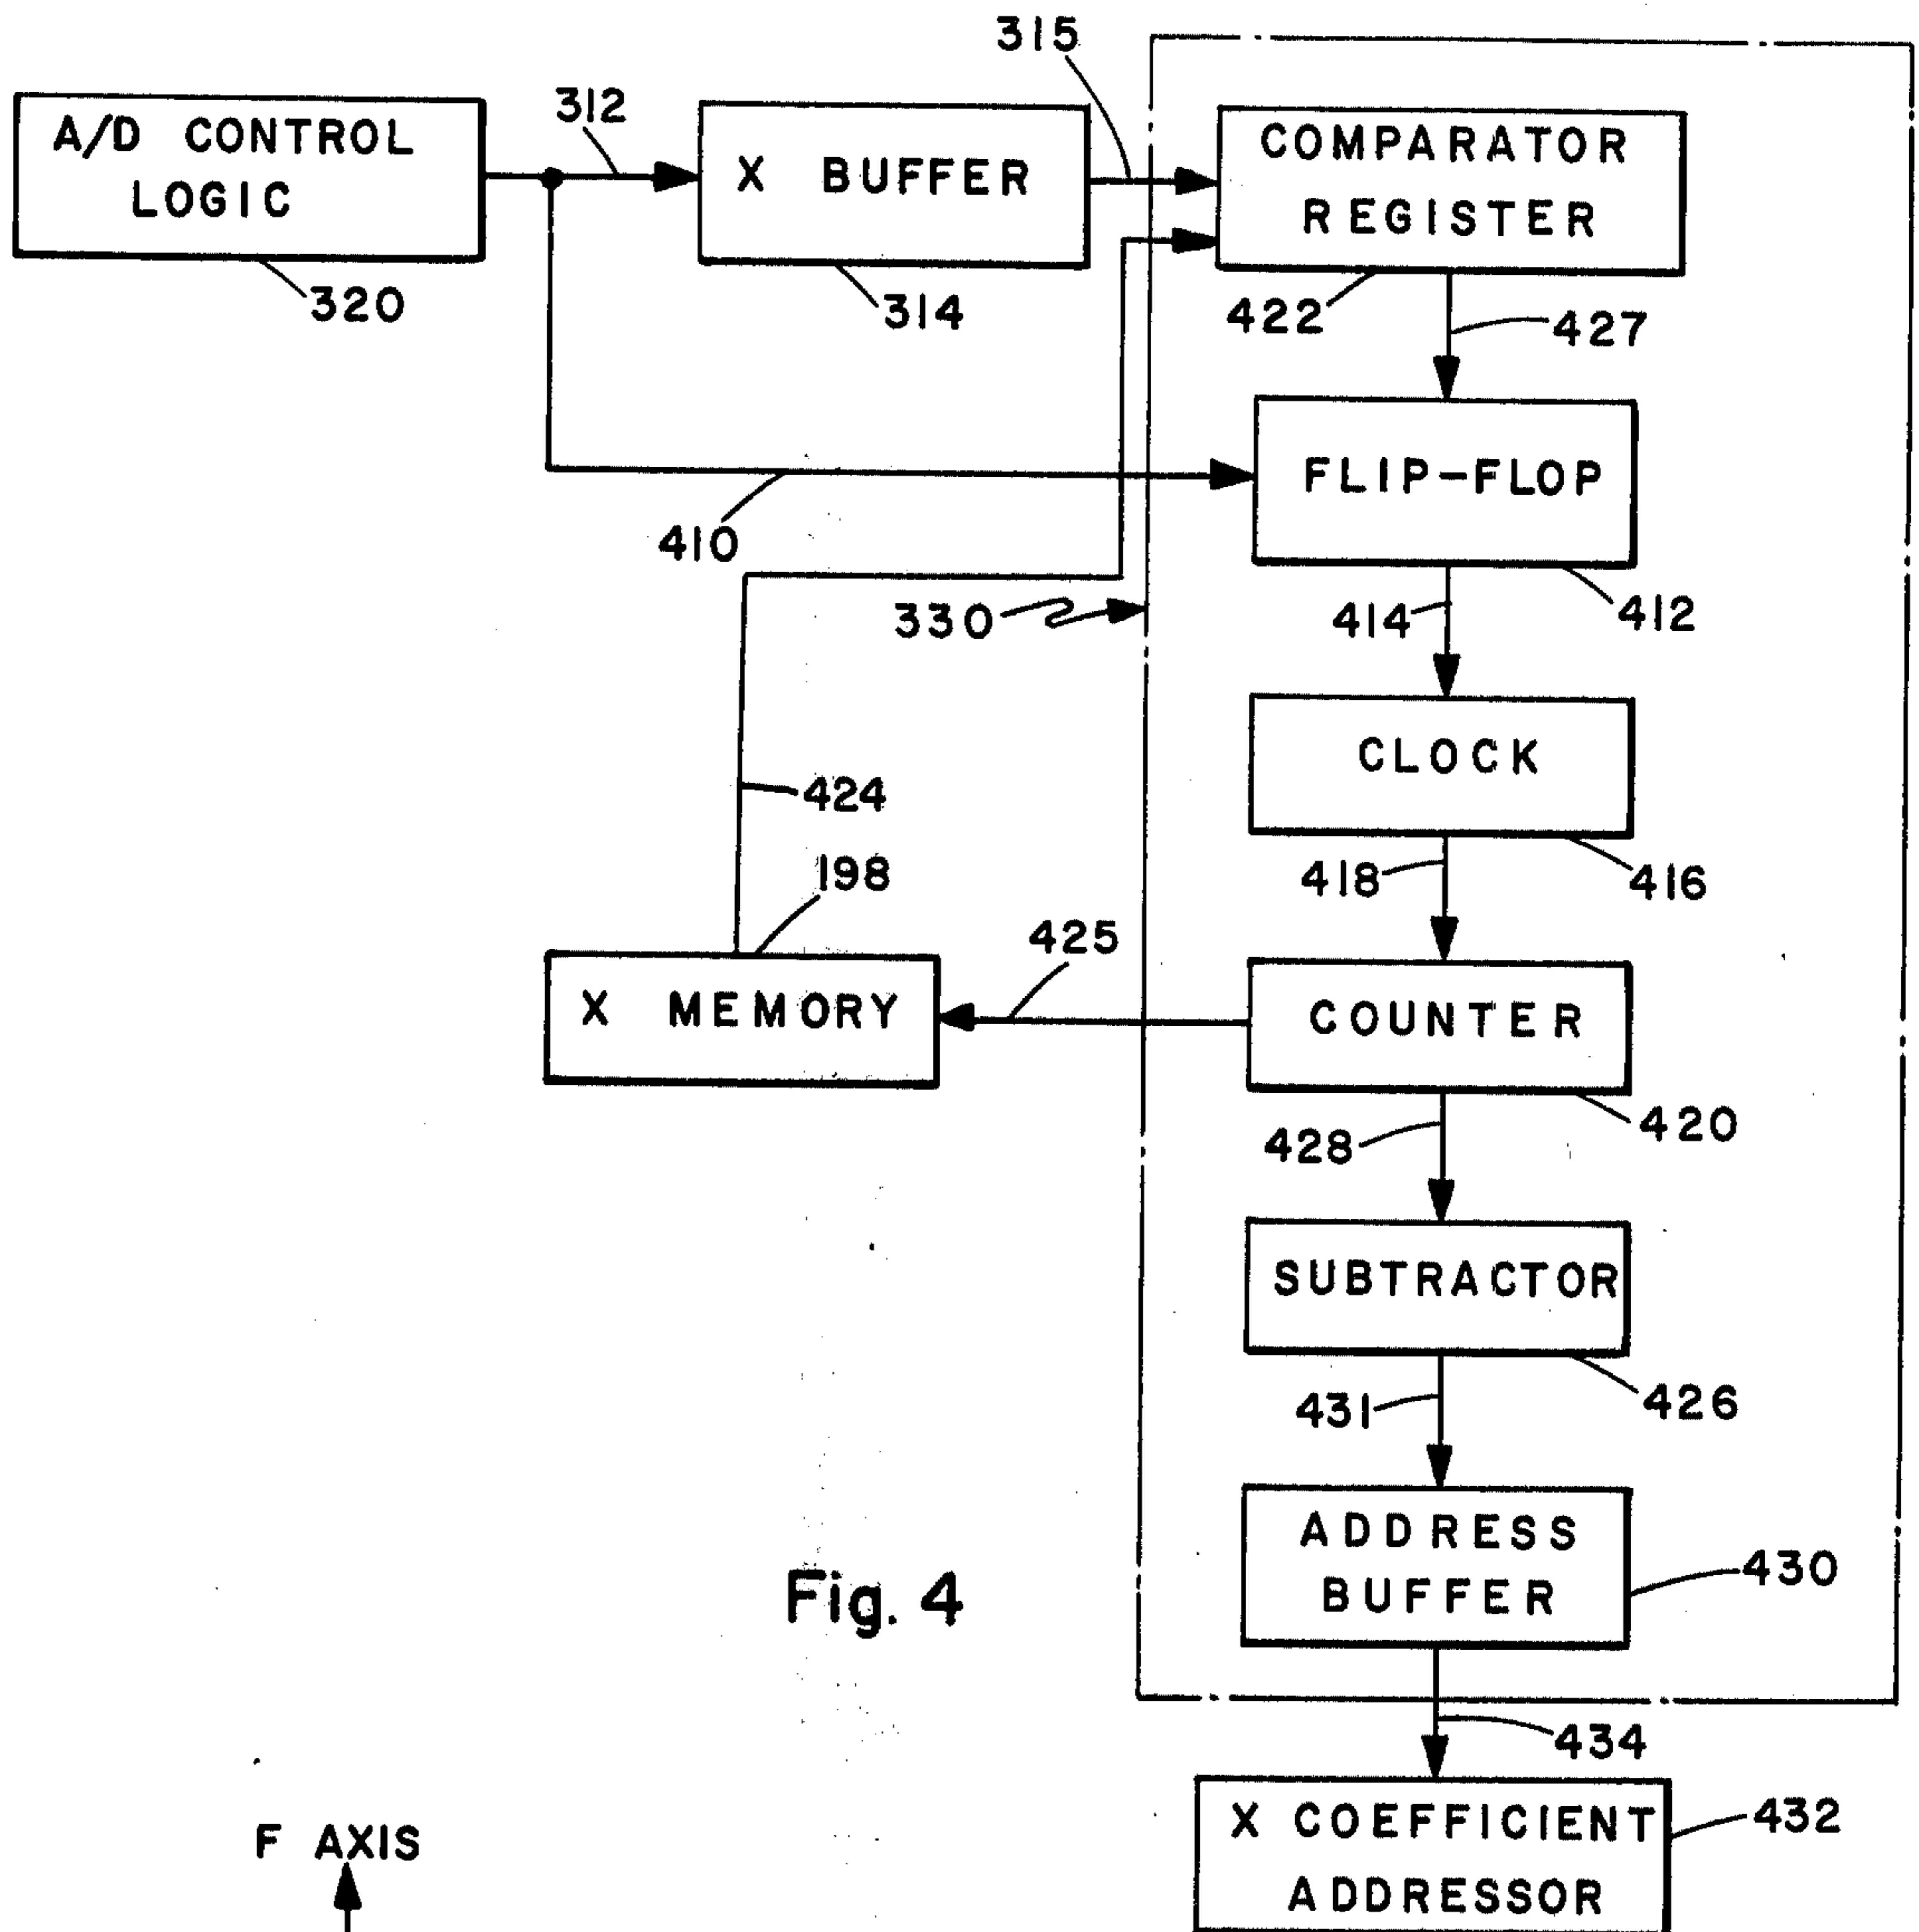 315
312
A/D CONTROL
LOGIC
X BUFFER
COMPARATOR
REGISTER
320
314
422
427
FLIP-FLOP
410
330
414
412
CLOCK
424
418
416
198
425
X MEMORY
COUNTER
428
420
SUBTRACTOR
431
426
ADDRESS
BUFFER
430
Fig. 4
434
X COEFFICIENT
ADDRESSOR
432
F AXIS